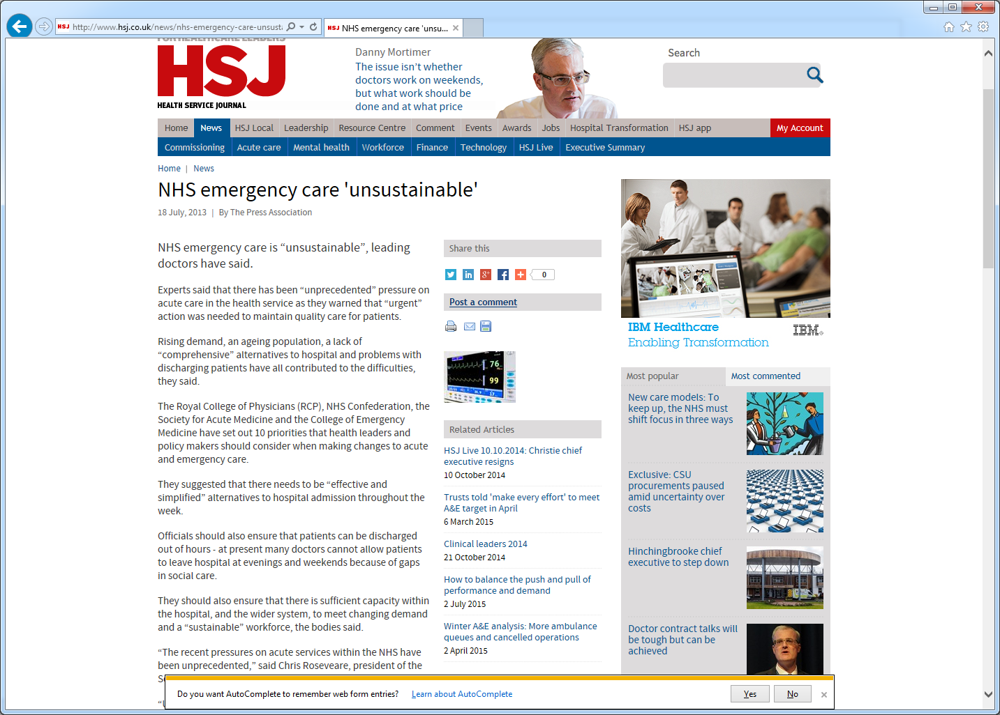 http://www.hsj.co.uk/news/nhs-emergency-care-unsusta
HSJ NHS emergency care 'unsu...
FOR HEALTHCARE LEADERS
HSJ
HEALTH SERVICE JOURNAL
Danny Mortimer
The issue isn't whether
doctors work on weekends,
but what work should be
done and at what price
Search
Home News HSJ Local Leadership Resource Centre Comment Events Awards Jobs Hospital Transformation HSJ app My Account
Commissioning Acute care Mental health Workforce Finance Technology HSJ Live Executive Summary
Home | News
NHS emergency care 'unsustainable'
18 July, 2013 | By The Press Association
NHS emergency care is “unsustainable”, leading
doctors have said.
Experts said that there has been “unprecedented” pressure on
acute care in the health service as they warned that “urgent”
action was needed to maintain quality care for patients.
Rising demand, an ageing population, a lack of
“comprehensive” alternatives to hospital and problems with
discharging patients have all contributed to the difficulties,
they said.
The Royal College of Physicians (RCP), NHS Confederation, the
Society for Acute Medicine and the College of Emergency
Medicine have set out 10 priorities that health leaders and
policy makers should consider when making changes to acute
and emergency care.
They suggested that there needs to be “effective and
simplified” alternatives to hospital admission throughout the
week.
Officials should also ensure that patients can be discharged
out of hours - at present many doctors cannot allow patients
to leave hospital at evenings and weekends because of gaps
in social care.
They should also ensure that there is sufficient capacity within
the hospital, and the wider system, to meet changing demand
and a “sustainable” workforce, the bodies said.
“The recent pressures on acute services within the NHS have
been unprecedented,” said Chris Roseveare, president of the
Share this
0
Post a comment
76
99
Related Articles
HSJ Live 10.10.2014: Christie chief
executive resigns
10 October 2014
Trusts told 'make every effort' to meet
A&E target in April
6 March 2015
Clinical leaders 2014
21 October 2014
How to balance the push and pull of
performance and demand
2 July 2015
Winter A&E analysis: More ambulance
queues and cancelled operations
2 April 2015
IBM Healthcare
Enabling Transformation
IBM
Most popular Most commented
New care models: To
keep up, the NHS must
shift focus in three ways
Exclusive: CSU
procurements paused
amid uncertainty over
costs
Hinchingbrooke chief
executive to step down
Doctor contract talks will
be tough but can be
achieved
Do you want AutoComplete to remember web form entries? Learn about AutoComplete Yes No